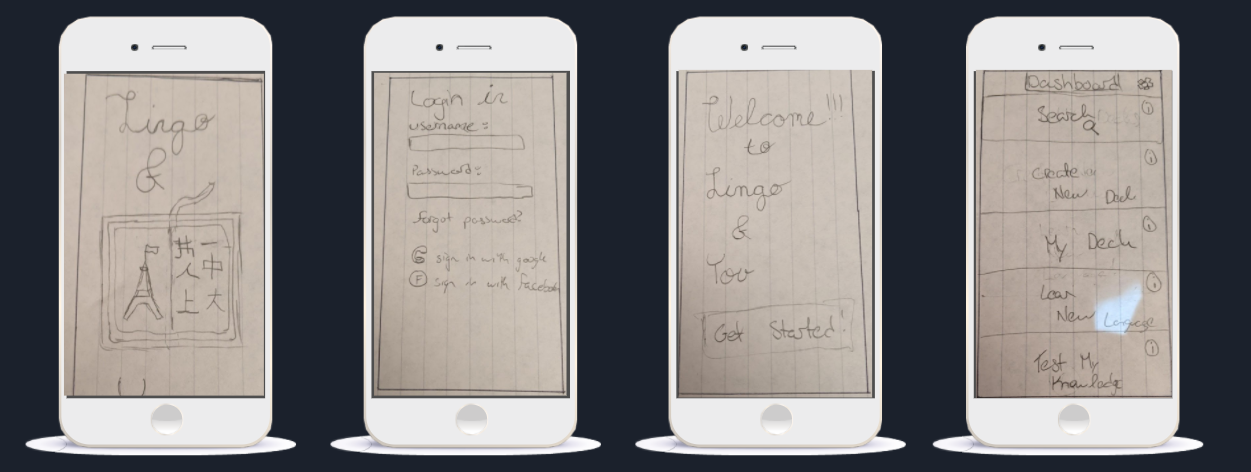 Lingo
&
一中大
人上
Login in
username:
Password:
forgot password?
G sign in with google
F sign in with facebook
Welcome!!!
to
Lingo
&
You
Get Started!
Dashboard
Search
i
Create
New Deck
i
My Deck
i
New Language
i
Test My
Knowledge
i